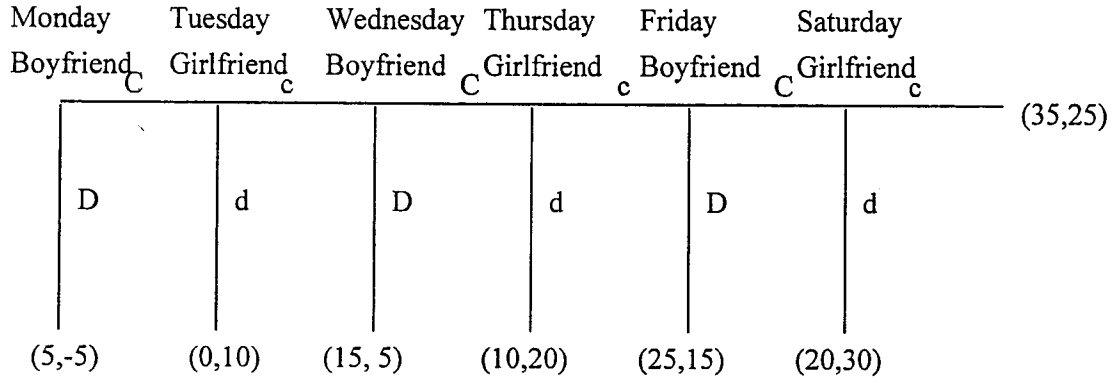 Monday Tuesday Wednesday Thursday Friday Saturday
Boyfriend Girlfriend Boyfriend Girlfriend Boyfriend Girlfriend
C c C c C c
(35,25)
D d D d D d
(5,-5) (0,10) (15, 5) (10,20) (25,15) (20,30)